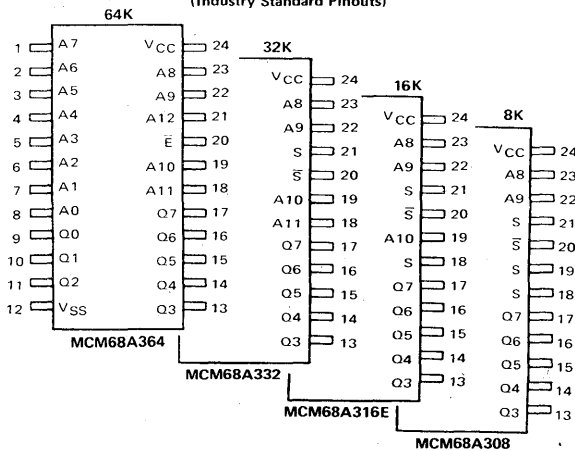 (Industry Standard Pinouts)
64K
1 A7 VCC 24
2 A6 A8 23
3 A5 A9 22
4 A4 A12 21
5 A3 E̅ 20
6 A2 A10 19
7 A1 A11 18
8 A0 Q7 17
9 Q0 Q6 16
10 Q1 Q5 15
11 Q2 Q4 14
12 VSS Q3 13
MCM68A364
32K
VCC 24
A8 23
A9 22
S 21
S̅ 20
A10 19
A11 18
Q7 17
Q6 16
Q5 15
Q4 14
Q3 13
MCM68A332
16K
VCC 24
A8 23
A9 22
S 21
S̅ 20
A10 19
S 18
Q7 17
Q6 16
Q5 15
Q4 14
Q3 13
MCM68A316E
8K
VCC 24
A8 23
A9 22
S 21
S̅ 20
S 19
S 18
Q7 17
Q6 16
Q5 15
Q4 14
Q3 13
MCM68A308